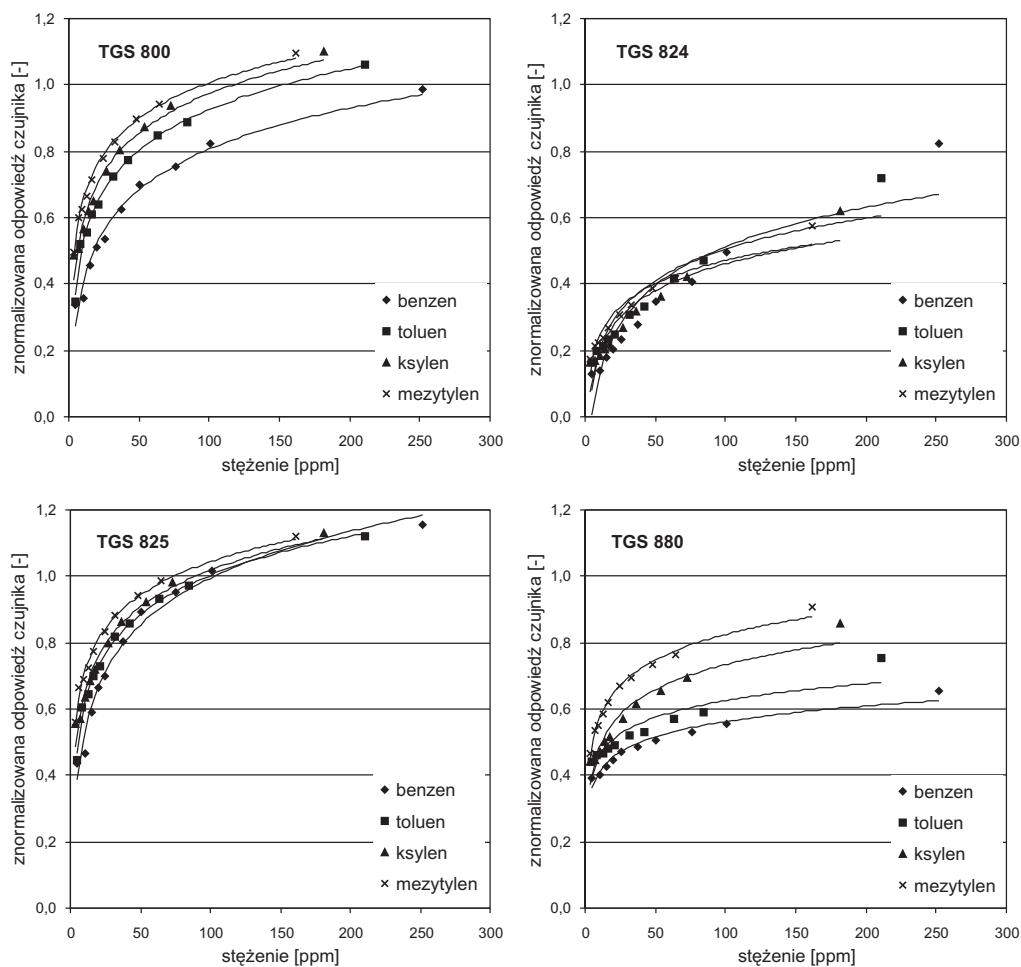 TGS 800
znormalizowana odpowiedź czujnika [-]
1,2
1,0
0,8
0,6
0,4
0,2
0,0
benzen
toluen
ksylen
mezytylen
0 50 100 150 200 250 300
stężenie [ppm]
TGS 824
znormalizowana odpowiedź czujnika [-]
1,2
1,0
0,8
0,6
0,4
0,2
0,0
benzen
toluen
ksylen
mezytylen
0 50 100 150 200 250 300
stężenie [ppm]
TGS 825
znormalizowana odpowiedź czujnika [-]
1,2
1,0
0,8
0,6
0,4
0,2
0,0
benzen
toluen
ksylen
mezytylen
0 50 100 150 200 250 300
stężenie [ppm]
TGS 880
znormalizowana odpowiedź czujnika [-]
1,2
1,0
0,8
0,6
0,4
0,2
0,0
benzen
toluen
ksylen
mezytylen
0 50 100 150 200 250 300
stężenie [ppm]